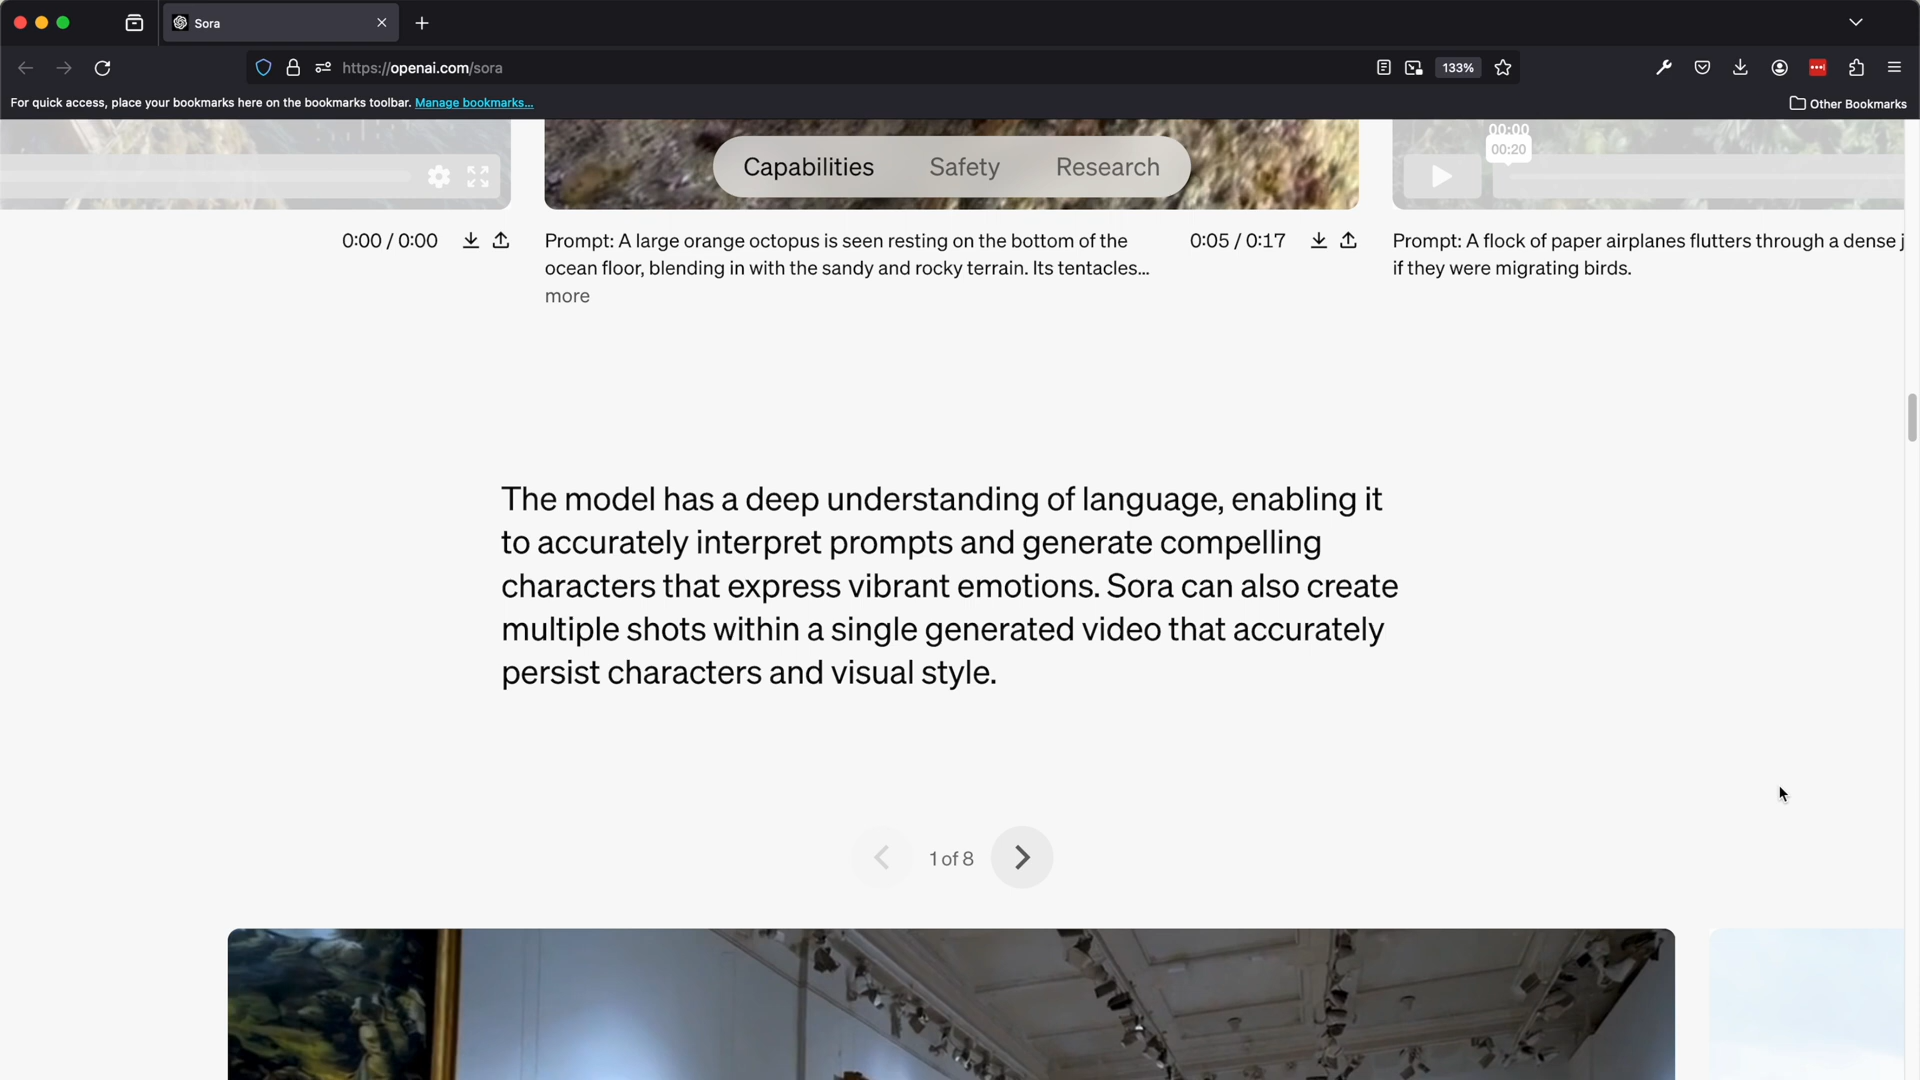 Sora
https://openai.com/sora
133%
For quick access, place your bookmarks here on the bookmarks toolbar. Manage bookmarks...
Other Bookmarks
Capabilities
Safety
Research
00:00
00:20
0:00 / 0:00
Prompt: A large orange octopus is seen resting on the bottom of the
ocean floor, blending in with the sandy and rocky terrain. Its tentacles...
more
0:05 / 0:17
Prompt: A flock of paper airplanes flutters through a dense j
if they were migrating birds.
The model has a deep understanding of language, enabling it
to accurately interpret prompts and generate compelling
characters that express vibrant emotions. Sora can also create
multiple shots within a single generated video that accurately
persist characters and visual style.
1 of 8